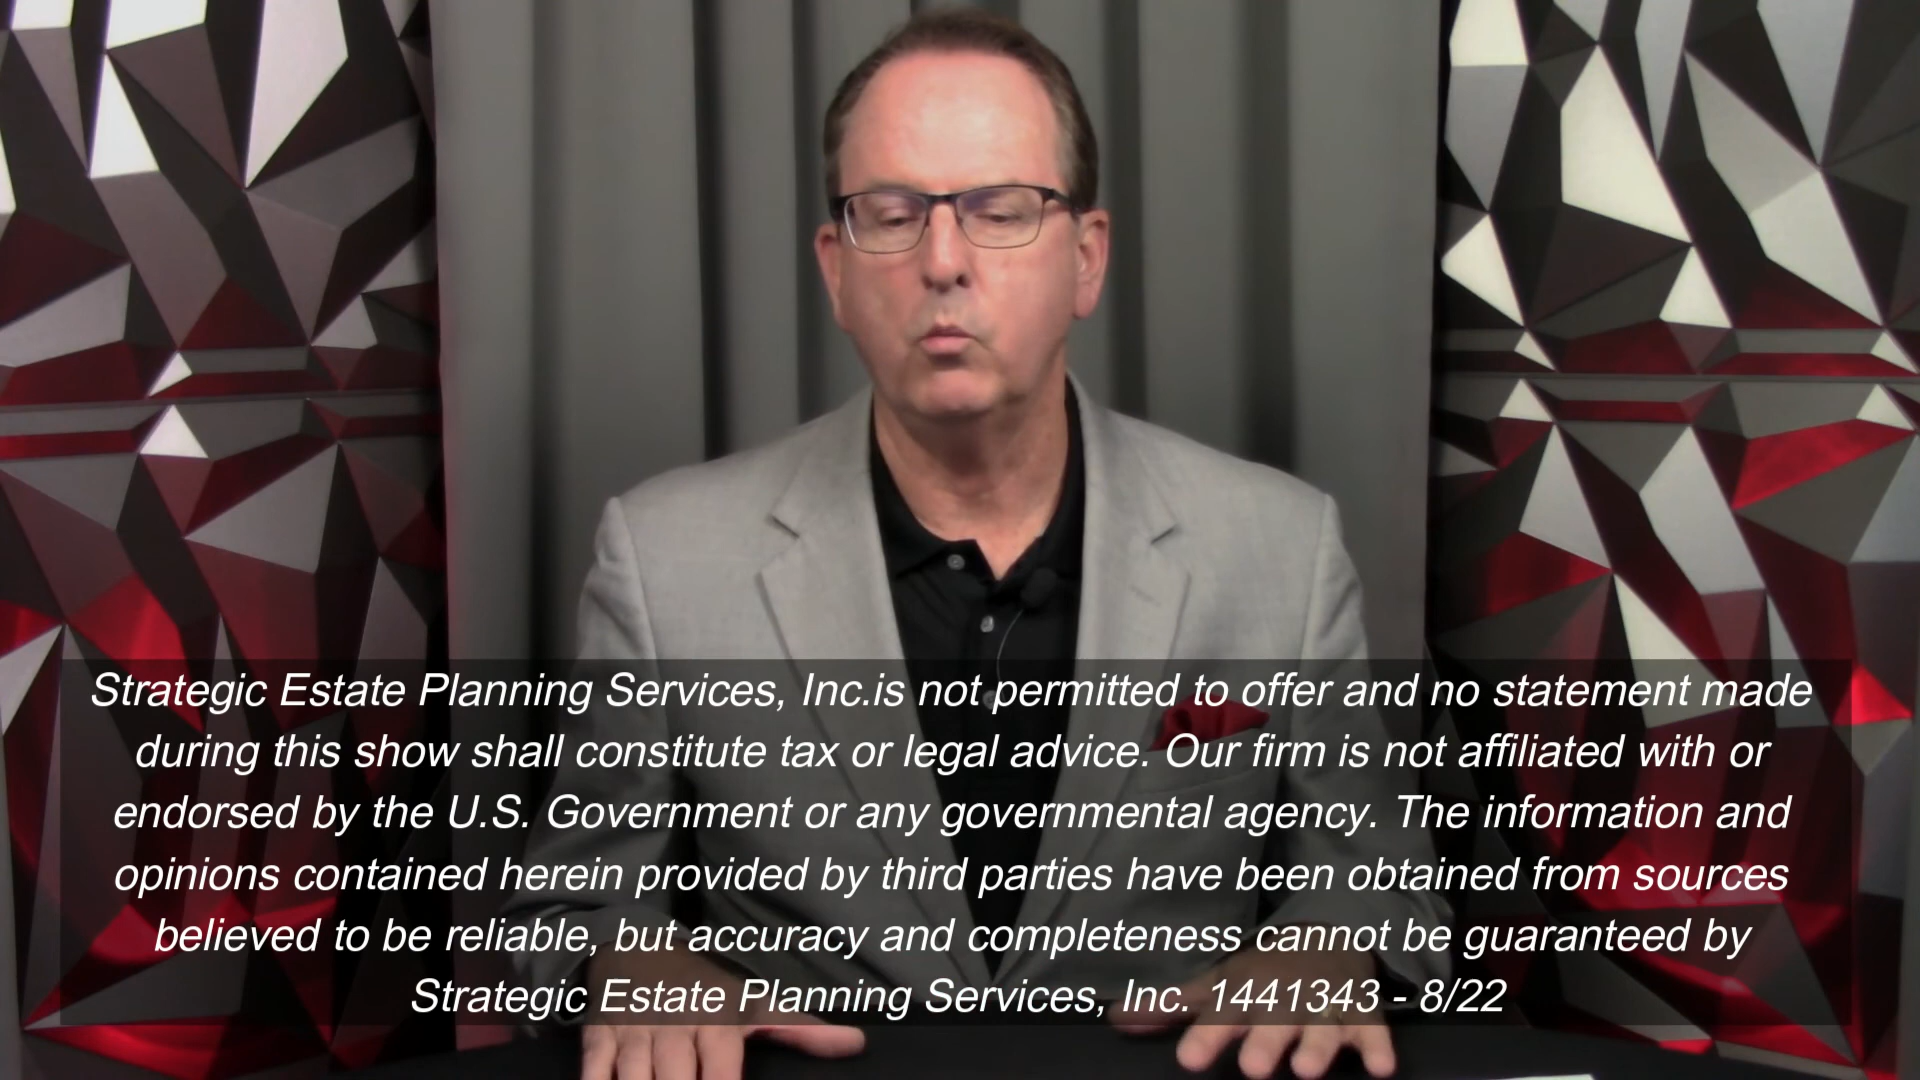 Strategic Estate Planning Services, Inc.is not permitted to offer and no statement made
during this show shall constitute tax or legal advice. Our firm is not affiliated with or
endorsed by the U.S. Government or any governmental agency. The information and
opinions contained herein provided by third parties have been obtained from sources
believed to be reliable, but accuracy and completeness cannot be guaranteed by
Strategic Estate Planning Services, Inc. 1441343 - 8/22